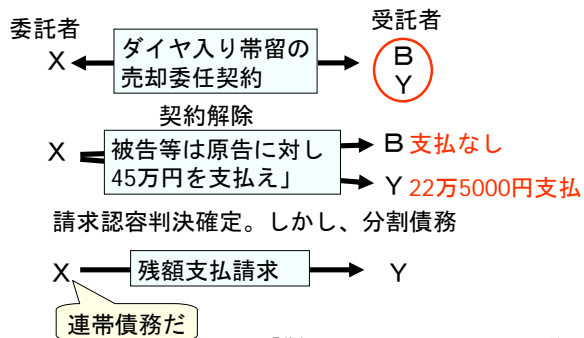 委託者
受託者
X
ダイヤ入り帯留の
売却委任契約
B
Y
契約解除
X
被告等は原告に対し
45万円を支払え」
B 支払なし
Y 22万5000円支払
請求認容判決確定。しかし、分割債務
X
残額支払請求
Y
連帯債務だ